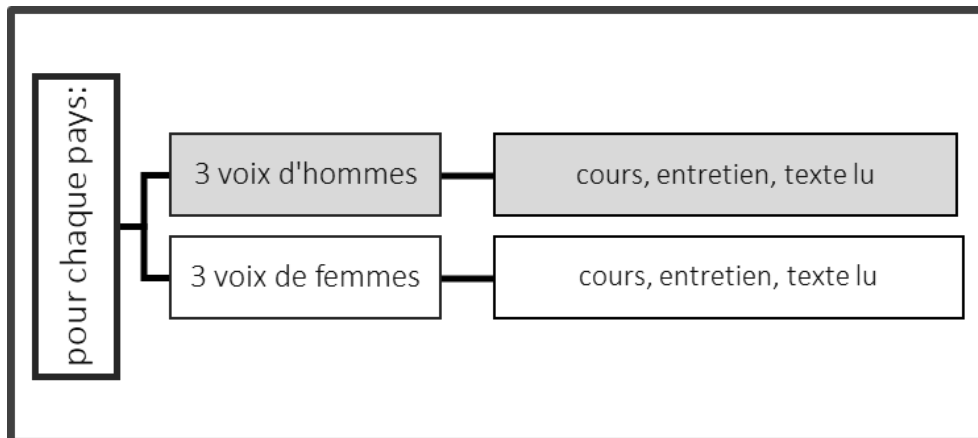 pour chaque pays:
3 voix d'hommes
cours, entretien, texte lu
3 voix de femmes
cours, entretien, texte lu